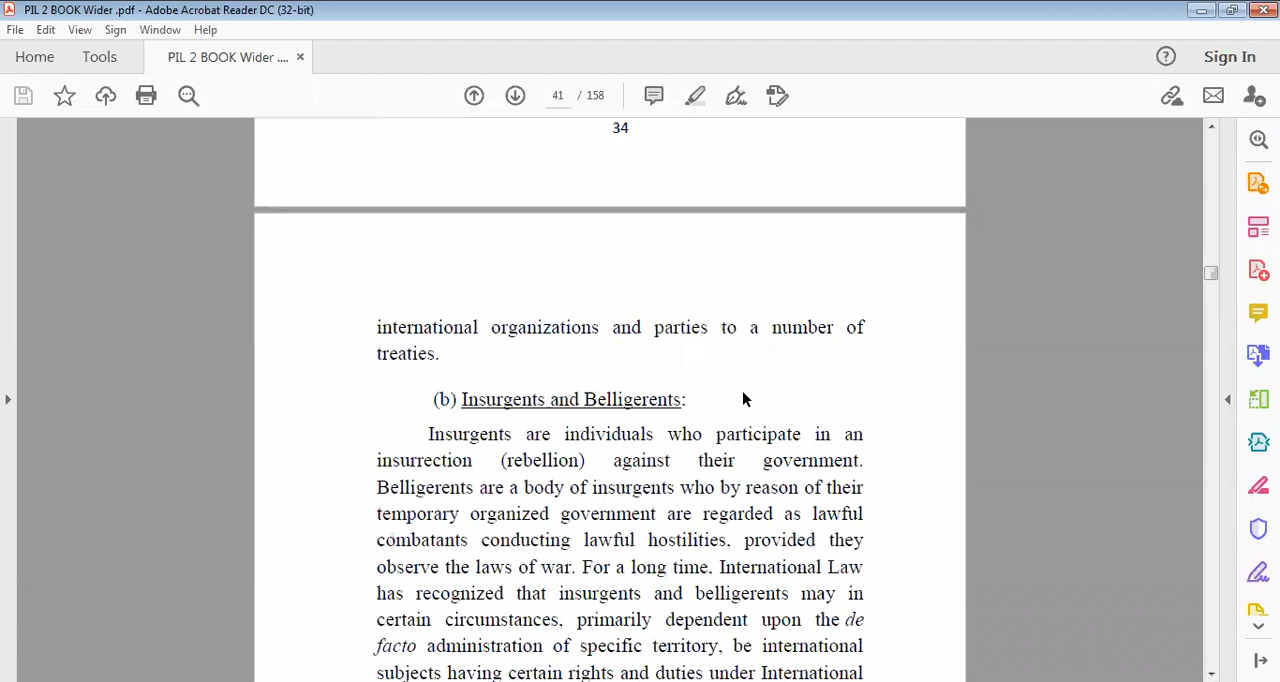 PIL 2 BOOK Wider .pdf - Adobe Acrobat Reader DC (32-bit)
File Edit View Sign Window Help
Home Tools PIL 2 BOOK Wider .... × Sign In
41 / 158
34
international organizations and parties to a number of
treaties.
(b) Insurgents and Belligerents:
Insurgents are individuals who participate in an
insurrection (rebellion) against their government.
Belligerents are a body of insurgents who by reason of their
temporary organized government are regarded as lawful
combatants conducting lawful hostilities, provided they
observe the laws of war. For a long time, International Law
has recognized that insurgents and belligerents may in
certain circumstances, primarily dependent upon the de
facto administration of specific territory, be international
subjects having certain rights and duties under International